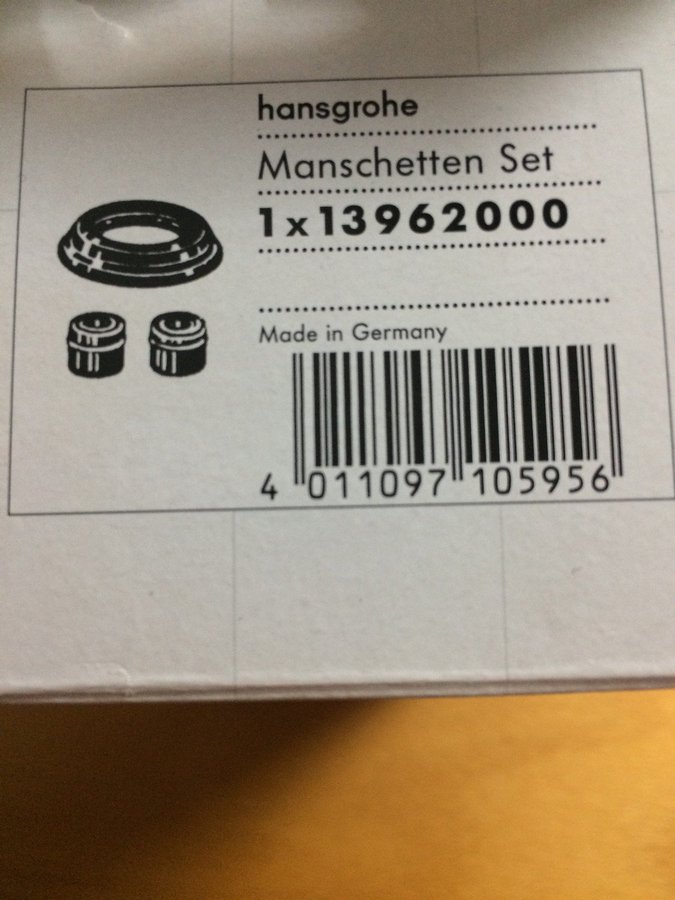 hansgrohe
Manschetten Set
1x13962000
Made in Germany
4 011097 105956